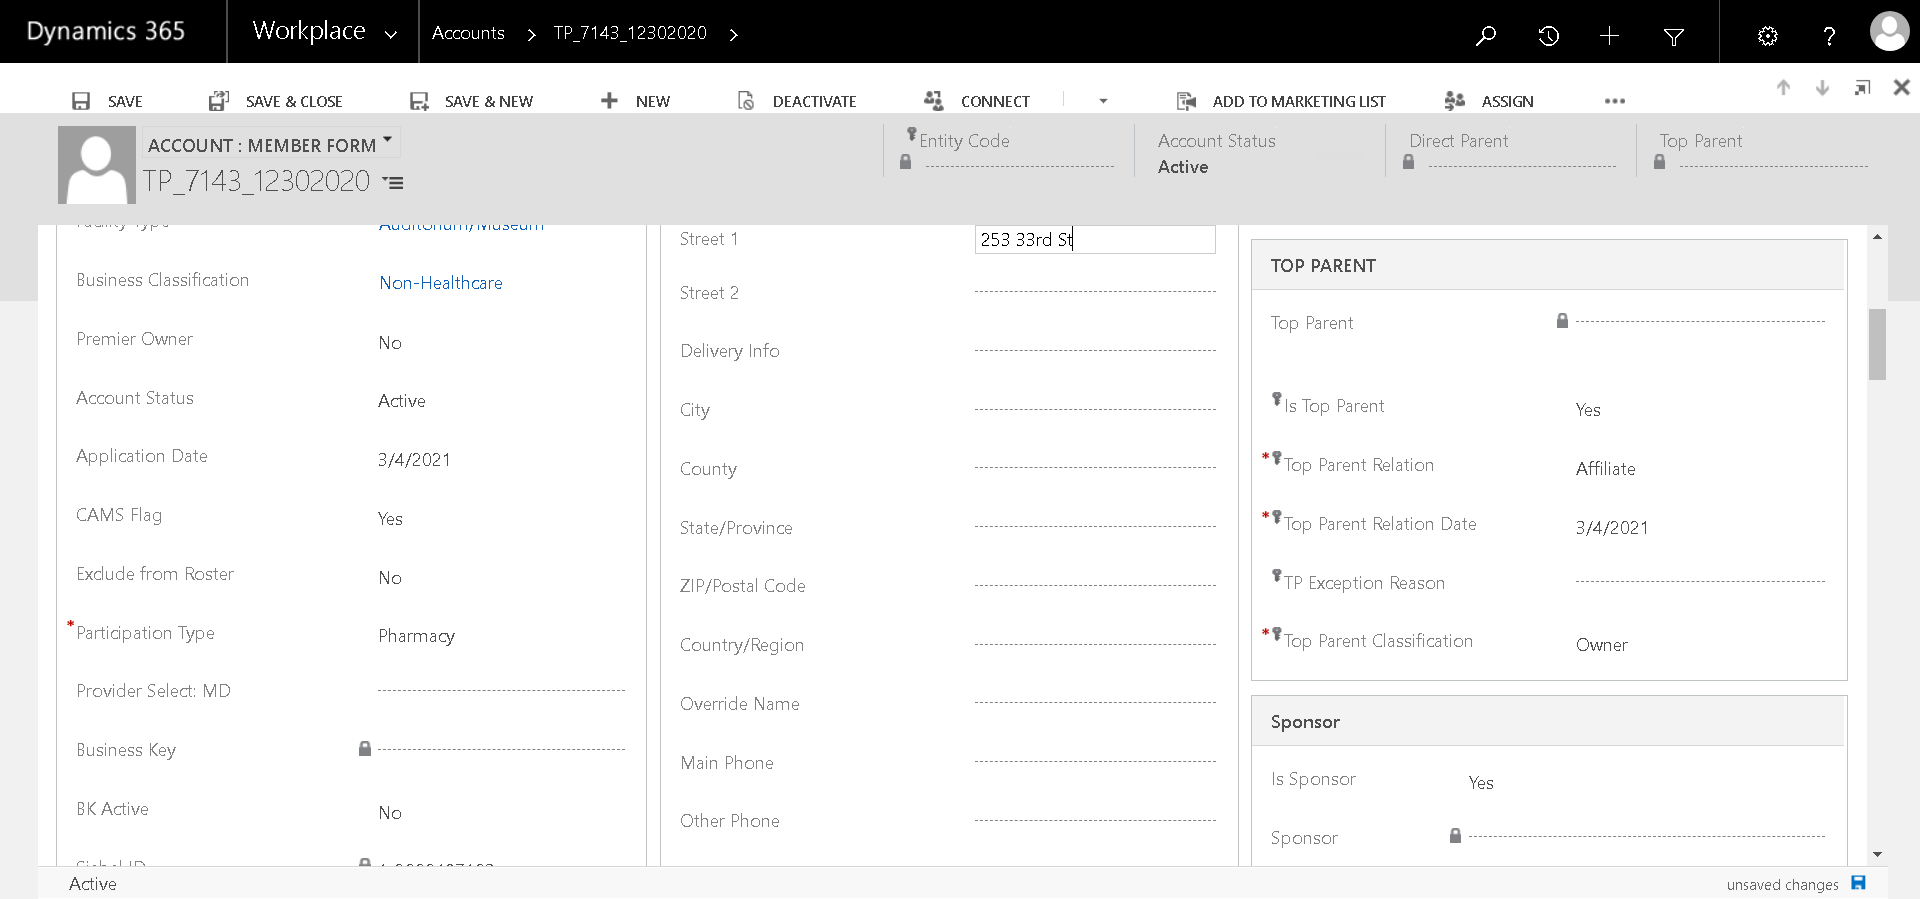 Dynamics 365
Workplace
Accounts
TP_7143_12302020
SAVE
SAVE & CLOSE
SAVE & NEW
NEW
DEACTIVATE
CONNECT
ADD TO MARKETING LIST
ASSIGN
ACCOUNT : MEMBER FORM
TP_7143_12302020
Entity Code
Account Status
Active
Direct Parent
Top Parent
Facility Type
Auditorium/Museum
Business Classification
Non-Healthcare
Premier Owner
No
Account Status
Active
Application Date
3/4/2021
CAMS Flag
Yes
Exclude from Roster
No
*Participation Type
Pharmacy
Provider Select: MD
Business Key
BK Active
No
Street 1
253 33rd St
Street 2
Delivery Info
City
County
State/Province
ZIP/Postal Code
Country/Region
Override Name
Main Phone
Other Phone
TOP PARENT
Top Parent
Is Top Parent
Yes
*Top Parent Relation
Affiliate
*Top Parent Relation Date
3/4/2021
TP Exception Reason
*Top Parent Classification
Owner
Sponsor
Is Sponsor
Yes
Sponsor
Active
unsaved changes